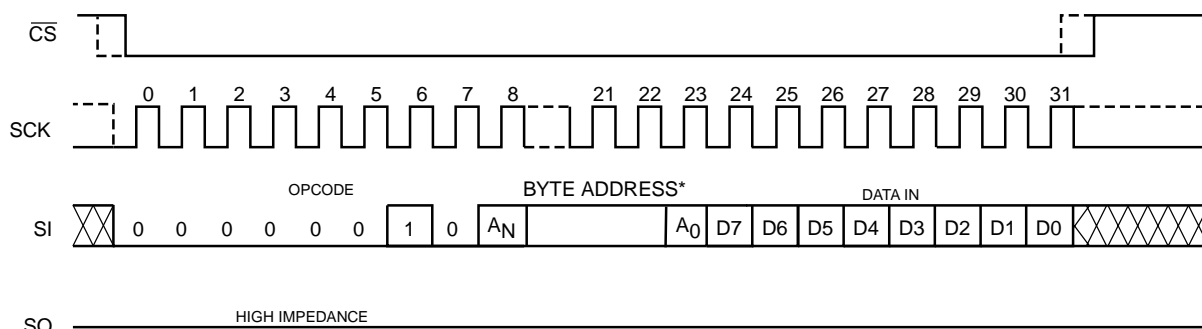 CS
0 1 2 3 4 5 6 7 8 21 22 23 24 25 26 27 28 29 30 31
SCK
OPCODE BYTE ADDRESS* DATA IN
SI 0 0 0 0 0 0 1 0 AN A0 D7 D6 D5 D4 D3 D2 D1 D0
HIGH IMPEDANCE
SO